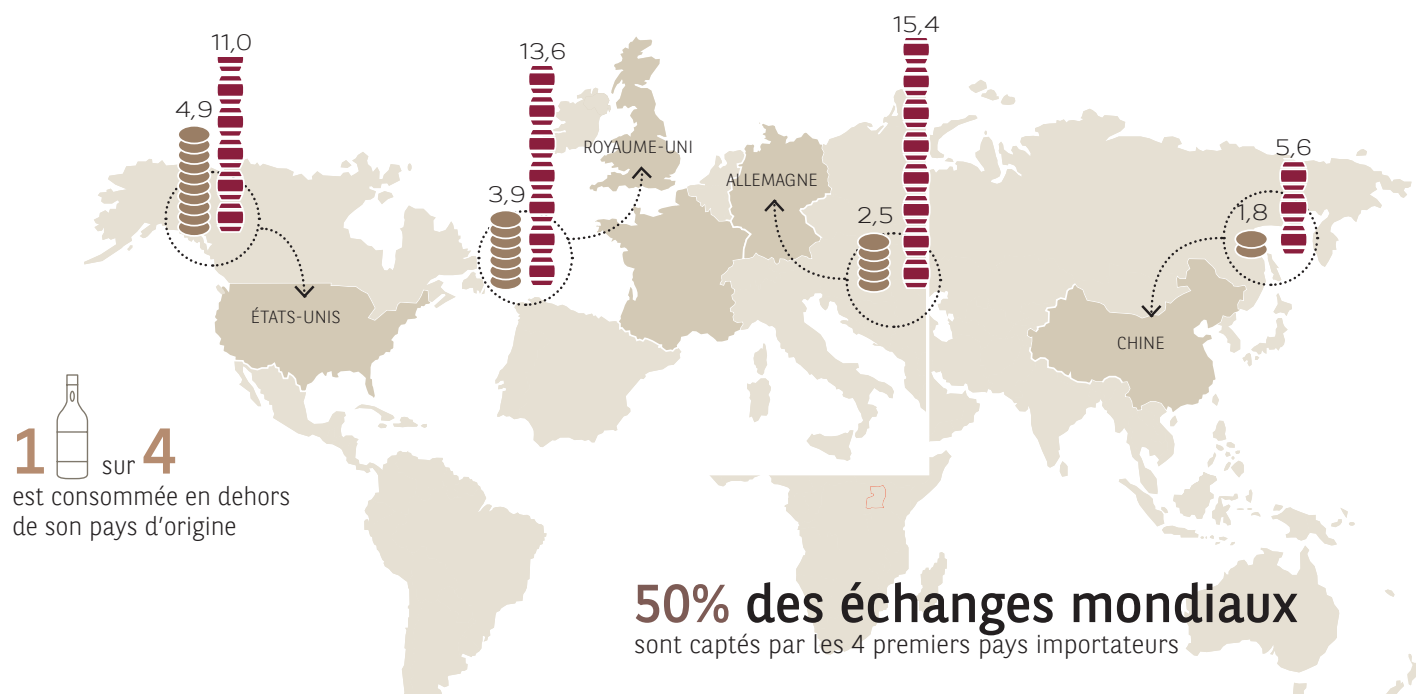 11,0
4,9
ÉTATS-UNIS
13,6
3,9
ROYAUME-UNI
15,4
2,5
ALLEMAGNE
5,6
1,8
CHINE
1 sur 4
est consommée en dehors
de son pays d'origine
50% des échanges mondiaux
sont captés par les 4 premiers pays importateurs